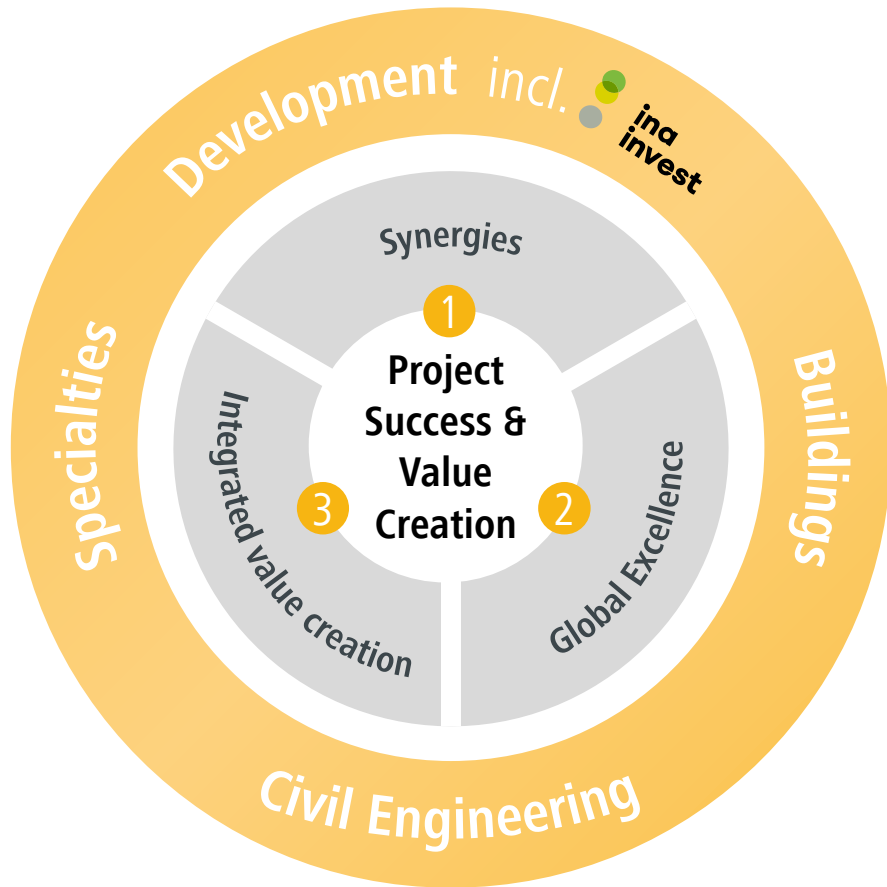 Development incl.
ina
invest
Buildings
Civil Engineering
Specialties
Synergies
1
Global Excellence
2
Integrated value creation
3
Project
Success &
Value
Creation